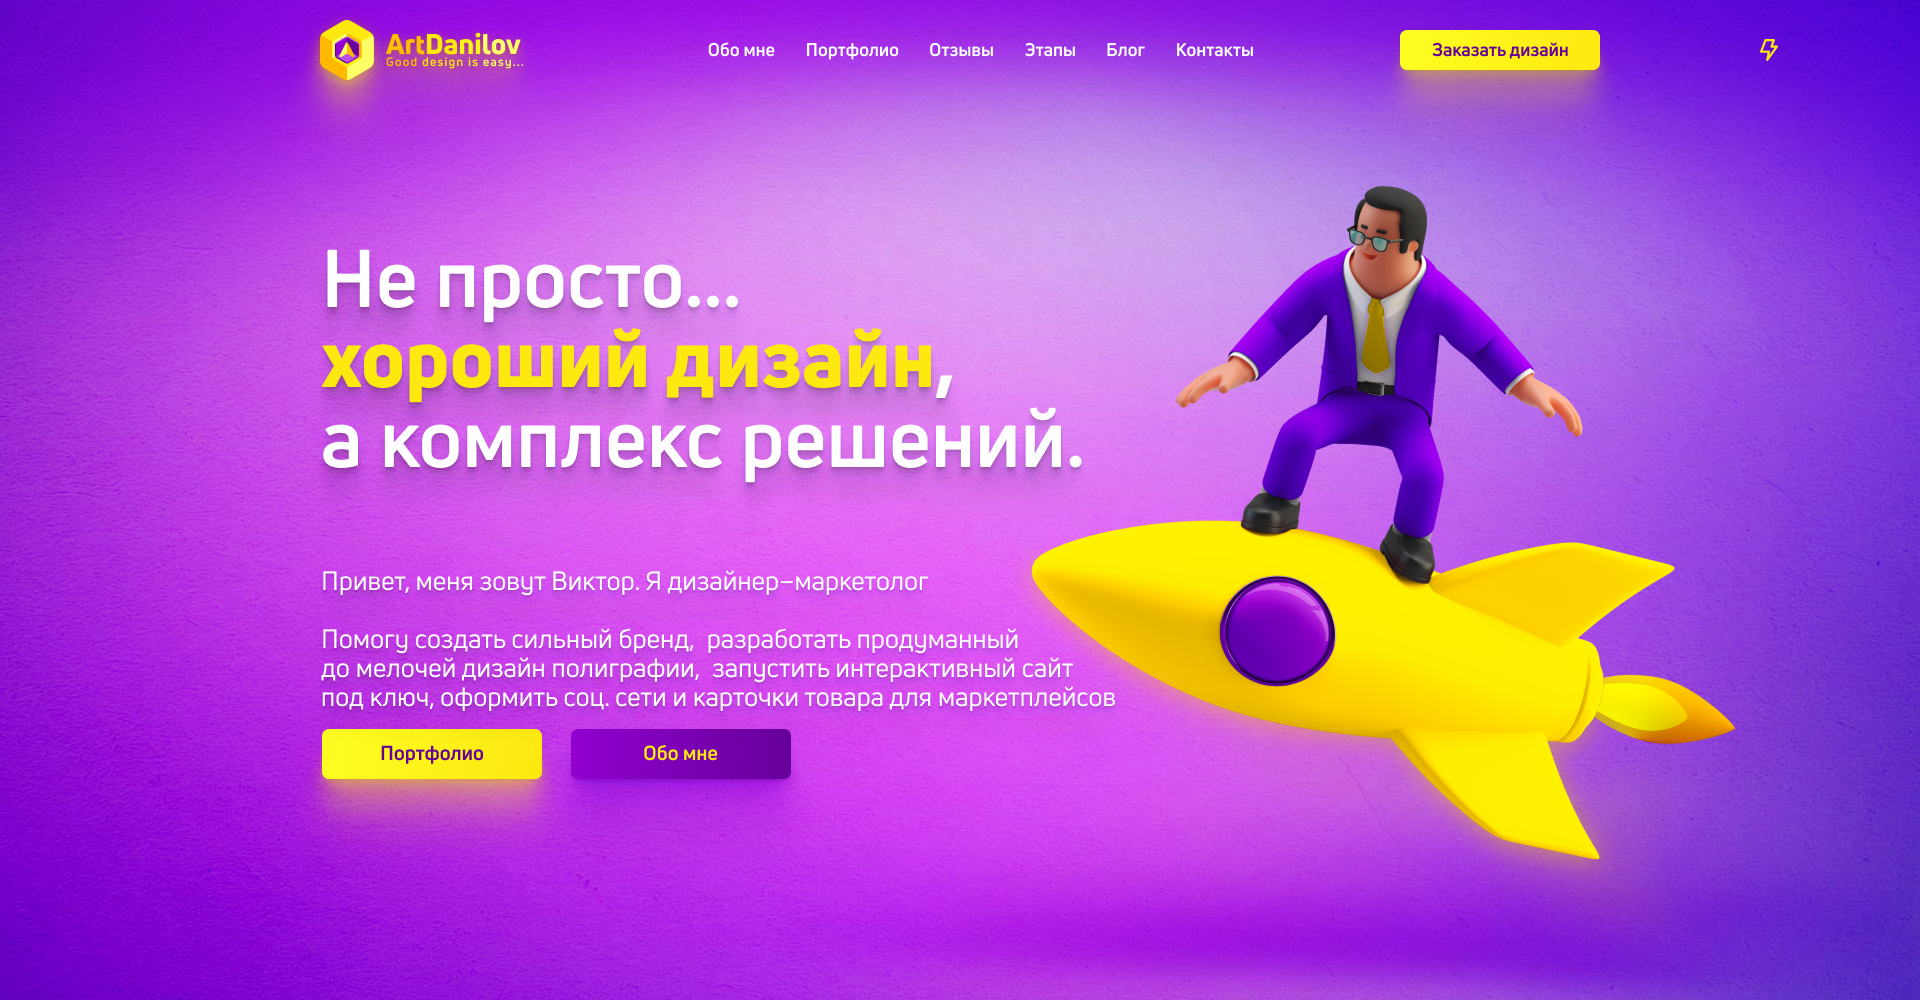 ArtDanilov
Good design is easy...
Обо мне
Портфолио
Отзывы
Этапы
Блог
Контакты
Заказать дизайн
Не просто...
хороший дизайн,
а комплекс решений.
Привет, меня зовут Виктор. Я дизайнер-маркетолог
Помогу создать сильный бренд, разработать продуманный
до мелочей дизайн полиграфии, запустить интерактивный сайт
под ключ, оформить соц. сети и карточки товара для маркетплейсов
Портфолио
Обо мне